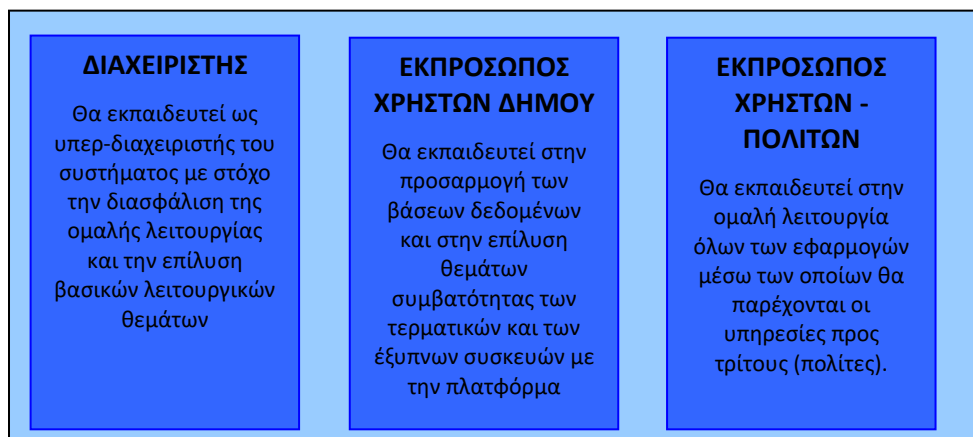 ΔΙΑΧΕΙΡΙΣΤΗΣ
Θα εκπαιδευτεί ως
υπερ-διαχειριστής του
συστήματος με στόχο
την διασφάλιση της
ομαλής λειτουργίας
και την επίλυση
βασικών λειτουργικών
θεμάτων
ΕΚΠΡΟΣΩΠΟΣ
ΧΡΗΣΤΩΝ ΔΗΜΟΥ
Θα εκπαιδευτεί στην
προσαρμογή των
βάσεων δεδομένων
και στην επίλυση
θεμάτων
συμβατότητας των
τερματικών και των
έξυπνων συσκευών με
την πλατφόρμα
ΕΚΠΡΟΣΩΠΟΣ
ΧΡΗΣΤΩΝ -
ΠΟΛΙΤΩΝ
Θα εκπαιδευτεί στην
ομαλή λειτουργία
όλων των εφαρμογών
μέσω των οποίων θα
παρέχονται οι
υπηρεσίες προς
τρίτους (πολίτες).